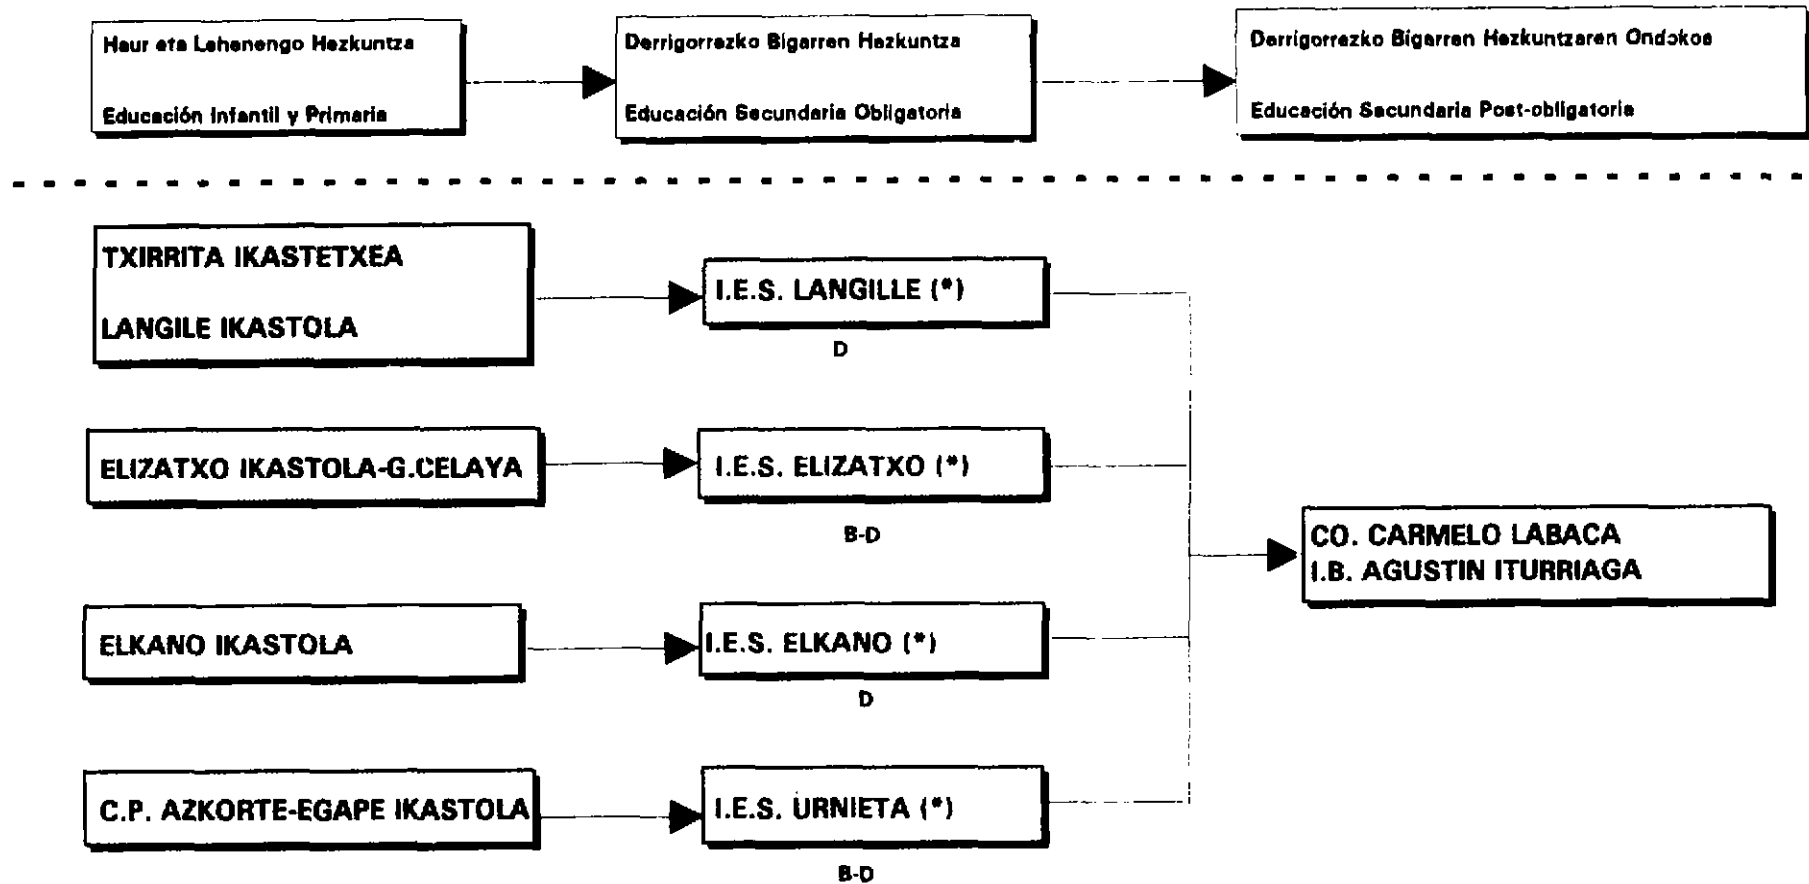 Haur eta Lehenengo Hezkuntza
Educación Infantil y Primaria
Derrigorrezko Bigarren Hezkuntza
Educación Secundaria Obligatoria
Derrigorrezko Bigarren Hezkuntzaren Ondokoa
Educación Secundaria Post-obligatoria
TXIRRITA IKASTETXEA
LANGILE IKASTOLA
I.E.S. LANGILLE (*)
D
ELIZATXO IKASTOLA-G.CELAYA
I.E.S. ELIZATXO (*)
B-D
CO. CARMELO LABACA
I.B. AGUSTIN ITURRIAGA
ELKANO IKASTOLA
I.E.S. ELKANO (*)
D
C.P. AZKORTE-EGAPE IKASTOLA
I.E.S. URNIETA (*)
B-D